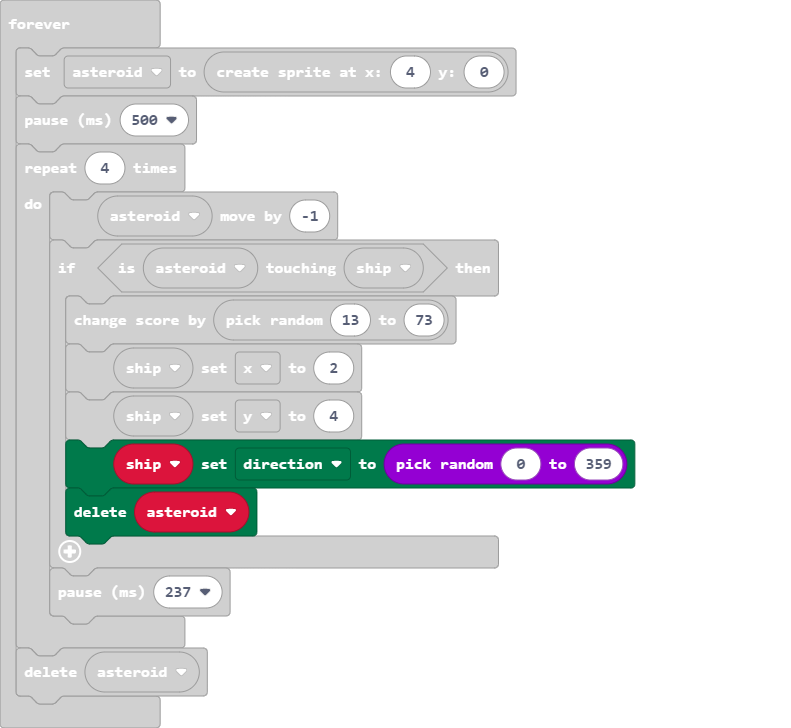 forever
set asteroid to create sprite at x: 4 y: 0
pause (ms) 500
repeat 4 times
do
asteroid move by -1
if is asteroid touching ship then
change score by pick random 13 to 73
ship set x to 2
ship set y to 4
ship set direction to pick random 0 to 359
delete asteroid
pause (ms) 237
delete asteroid